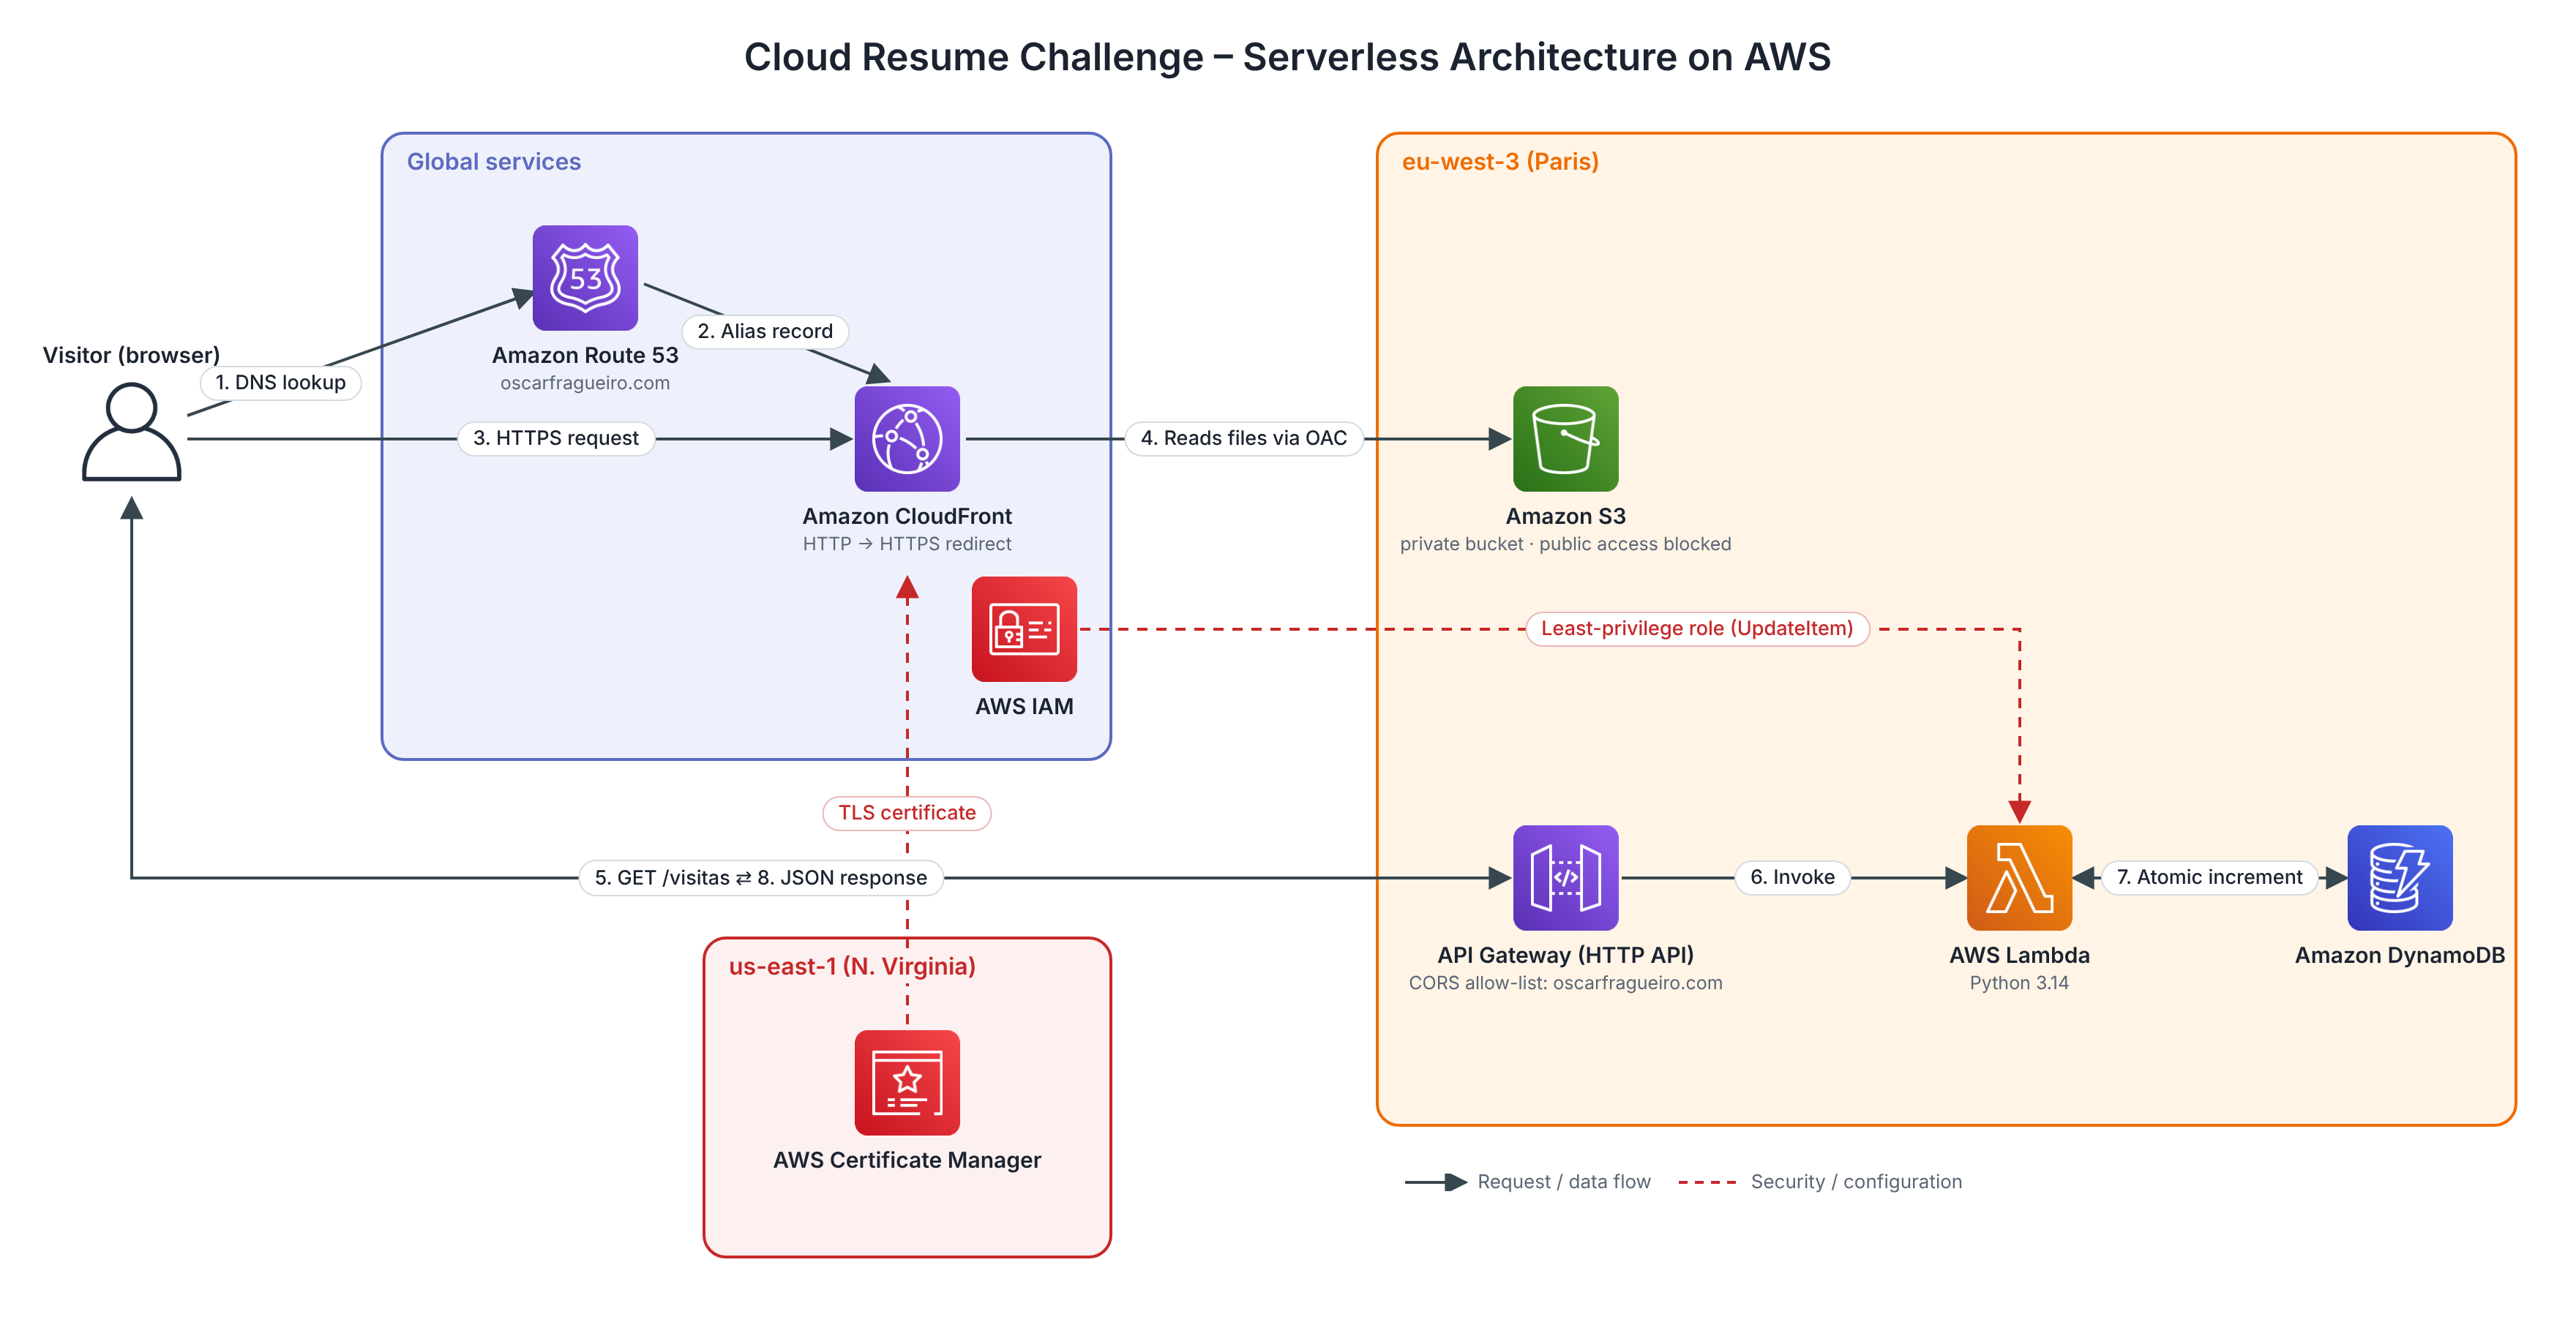 Cloud Resume Challenge – Serverless Architecture on AWS
Global services
eu-west-3 (Paris)
53
Visitor (browser)
1. DNS lookup
2. Alias record
Amazon Route 53
oscarfragueiro.com
3. HTTPS request
4. Reads files via OAC
Amazon CloudFront
HTTP → HTTPS redirect
Amazon S3
private bucket · public access blocked
AWS IAM
Least-privilege role (UpdateItem)
TLS certificate
5. GET /visitas ⇄ 8. JSON response
6. Invoke
7. Atomic increment
API Gateway (HTTP API)
CORS allow-list: oscarfragueiro.com
AWS Lambda
Python 3.14
Amazon DynamoDB
us-east-1 (N. Virginia)
AWS Certificate Manager
Request / data flow
Security / configuration